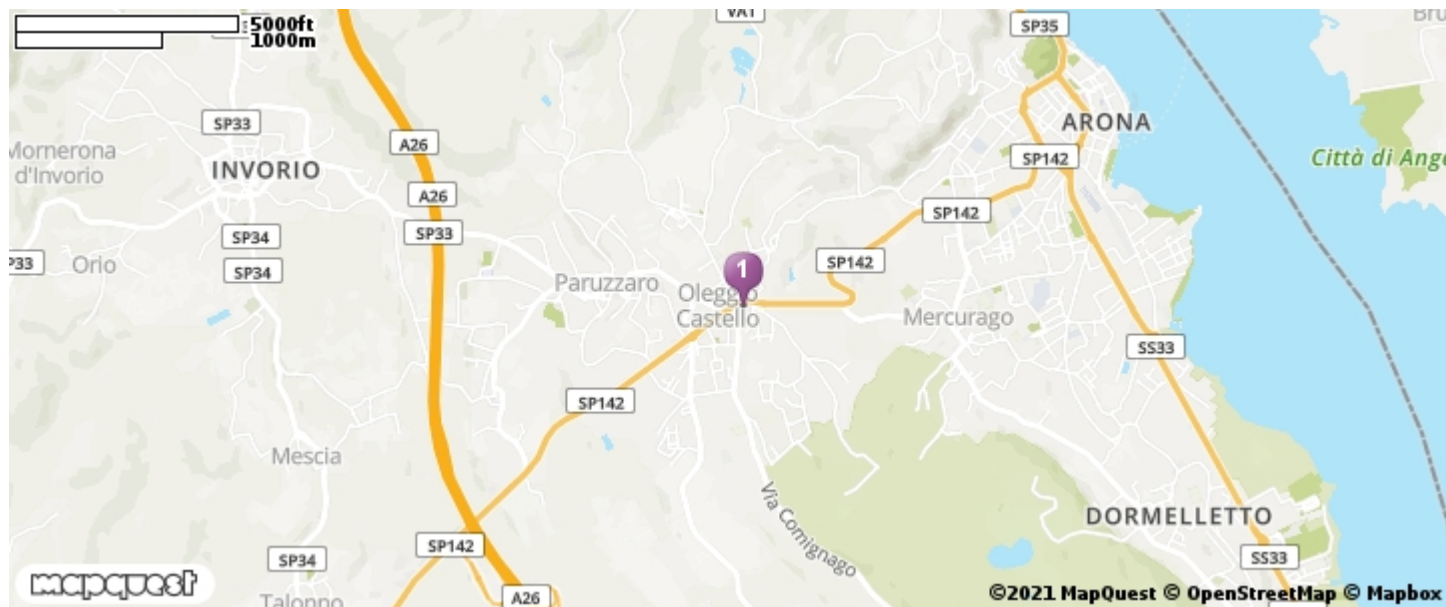 5000ft
1000m
VA1
SP35
Bru
SP33
A26
ARONA
Mornerona
d'Invorio
INVORIO
SP142
Città di Ange
A26
SP142
SP33
SP34
P33
Orio
SP34
SP142
1
Paruzzaro
Oleggio
Castello
Mercurago
SS33
SP142
Mescia
Via Comignago
DORMELLETTO
SP142
SS33
SP34
mapquest
A26
©2021 MapQuest © OpenStreetMap © Mapbox